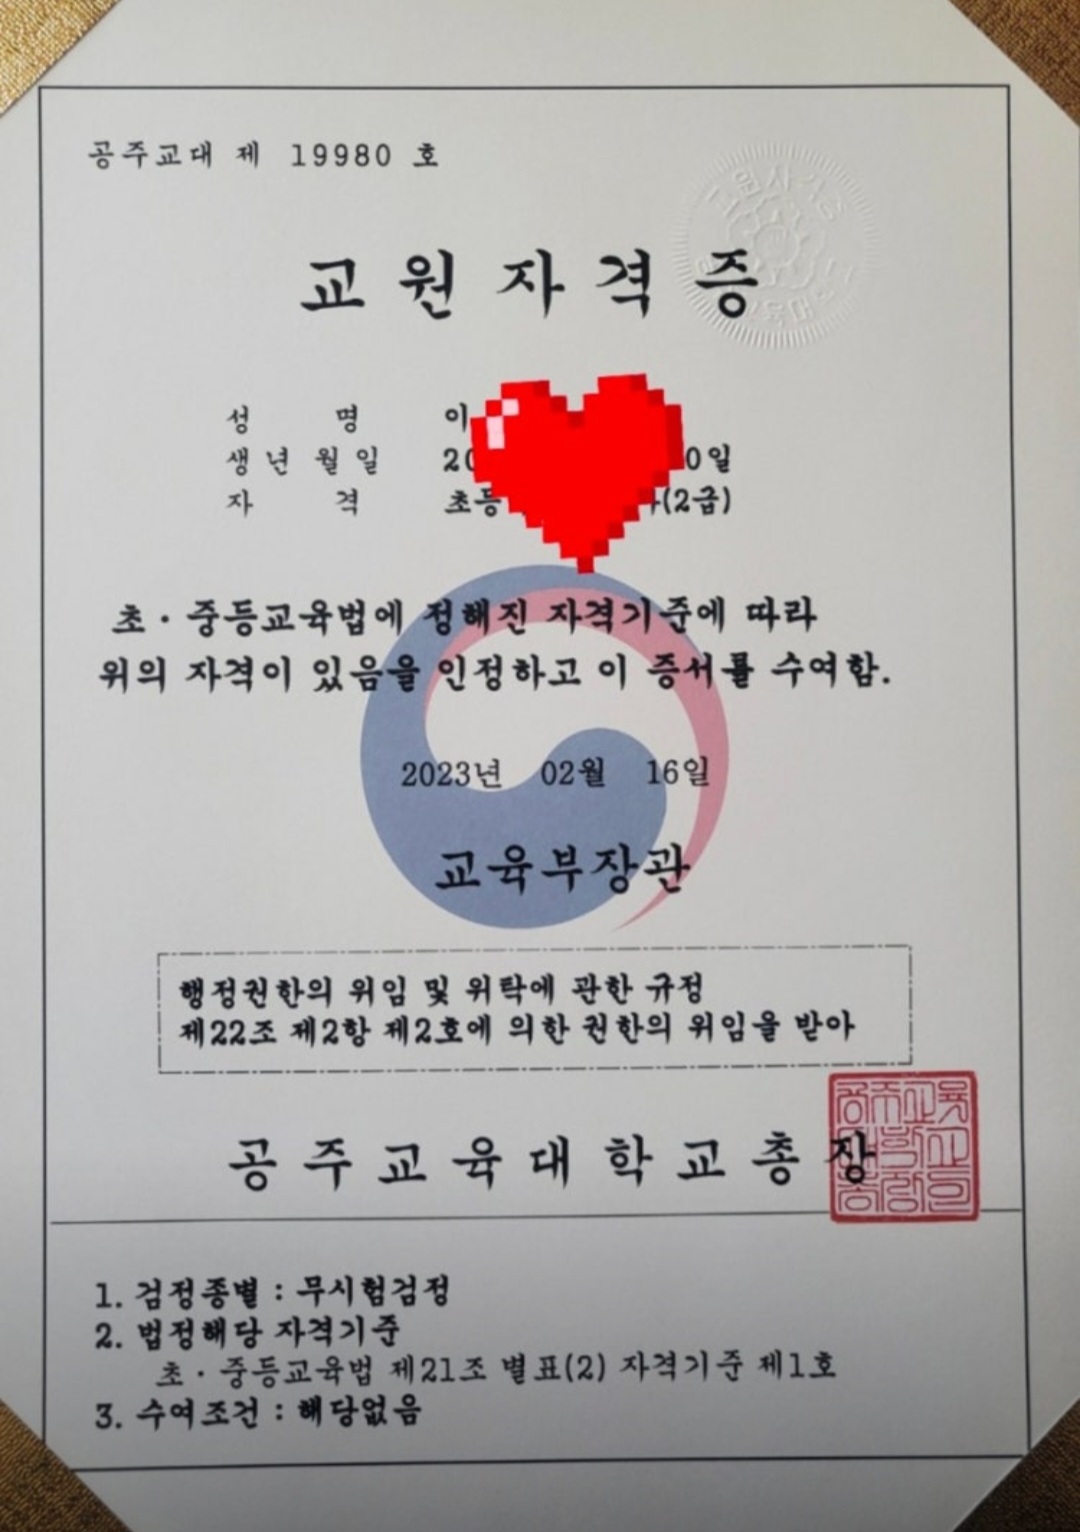 공주교대 제 19980 호
교원자격증
성 명 이
생년월일 20 0일
자 격 초등 (2급)
초·중등교육법에 정해진 자격기준에 따라
위의 자격이 있음을 인정하고 이 증서를 수여함.
2023년 02월 16일
교육부장관
행정권한의 위임 및 위탁에 관한 규정
제22조 제2항 제2호에 의한 권한의 위임을 받아
공주교육대학교총장
1. 검정종별 : 무시험검정
2. 법정해당 자격기준
초·중등교육법 제21조 별표(2) 자격기준 제1호
3. 수여조건 : 해당없음